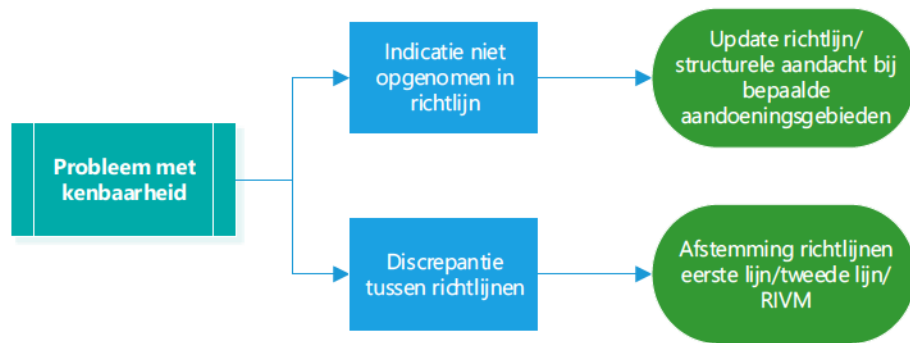 Probleem met
kenbaarheid
Indicatie niet
opgenomen in
richtlijn
Update richtlijn/
structurele aandacht bij
bepaalde
aandoeningsgebieden
Discrepantie
tussen richtlijnen
Afstemming richtlijnen
eerste lijn/tweede lijn/
RIVM